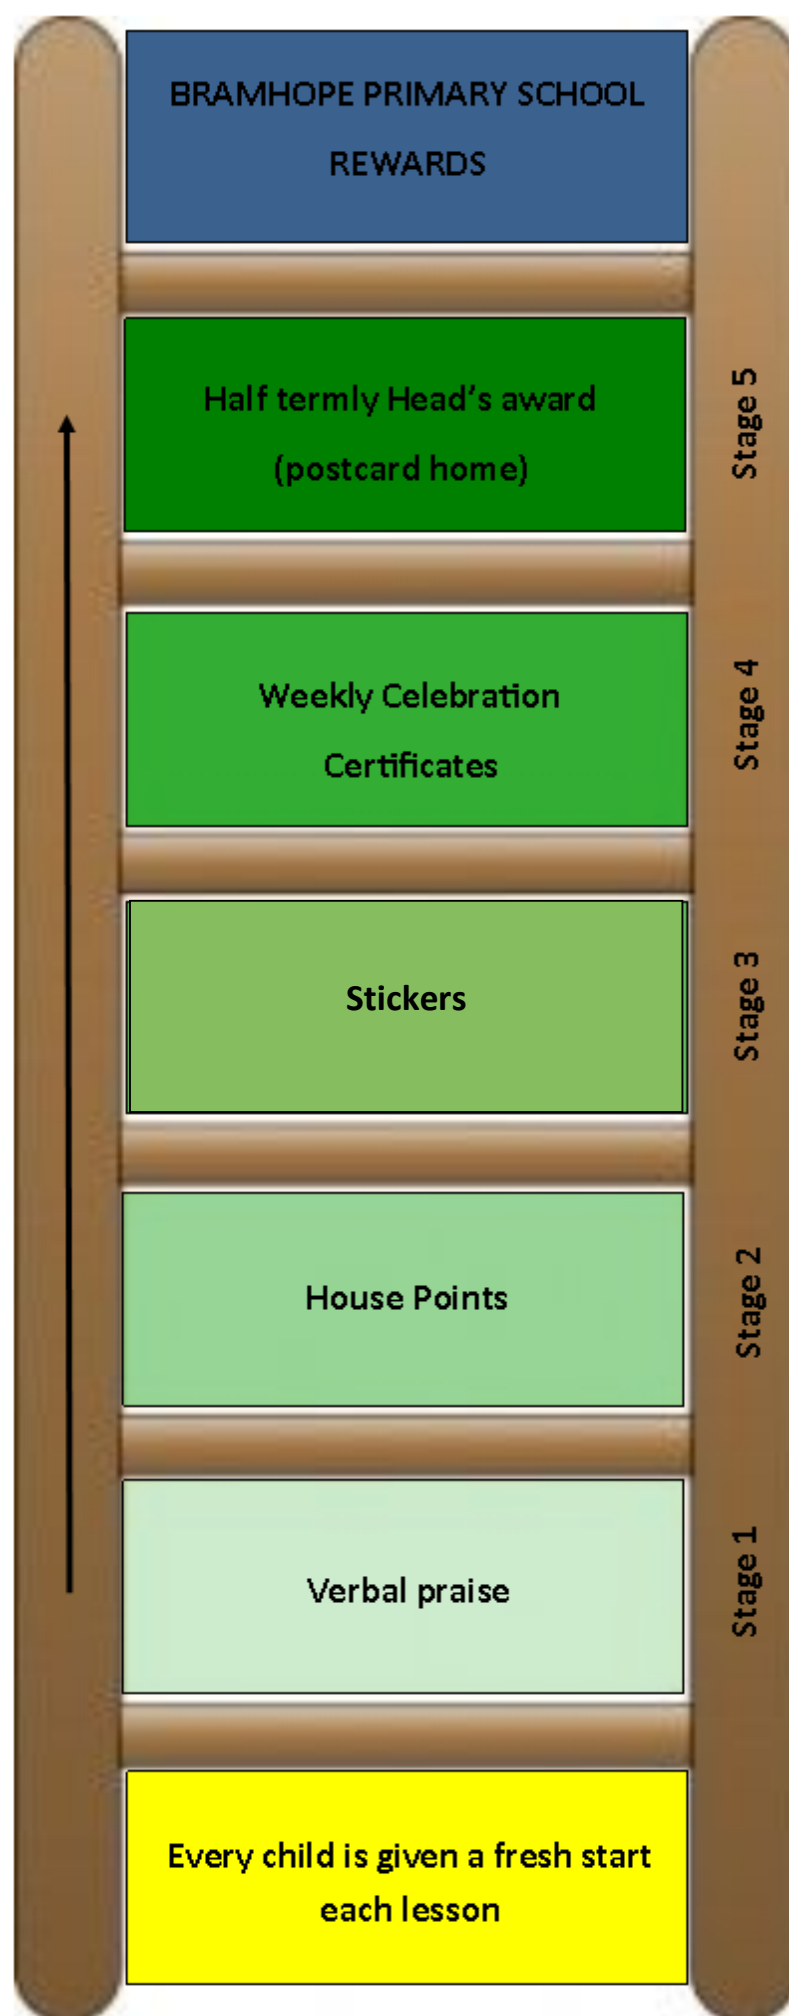 BRAMHOPE PRIMARY SCHOOL
REWARDS
Half termly Head's award
(postcard home)
Stage 5
Weekly Celebration
Certificates
Stage 4
Stickers
Stage 3
House Points
Stage 2
Verbal praise
Stage 1
Every child is given a fresh start
each lesson